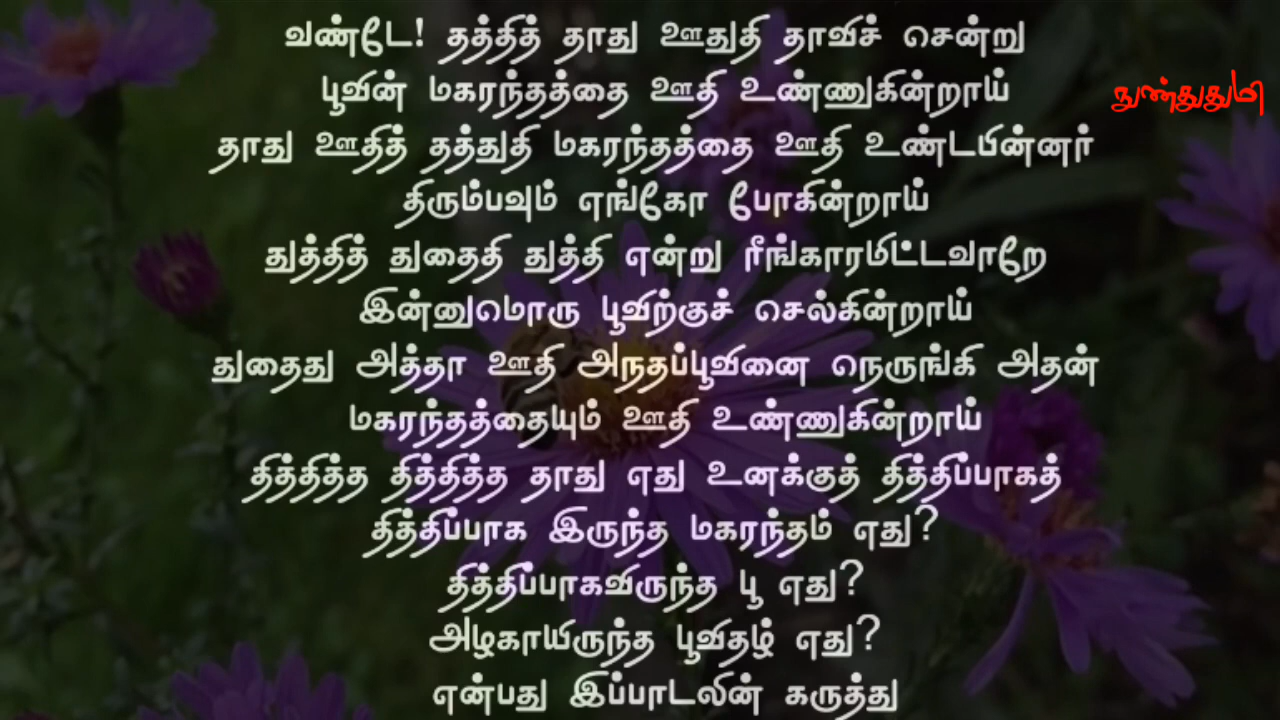 வண்டே! தத்தித் தாது ஊதுதி தாவிச் சென்று
பூவின் மகரந்தத்தை ஊதி உண்ணுகின்றாய்
துண்துதுமி
தாது ஊதித் தத்துதி மகரந்தத்தை ஊதி உண்டபின்னர்
திரும்பவும் எங்கோ போகின்றாய்
துத்தித் துதைதி துத்தி என்று ரீங்காரமிட்டவாறே
இன்னுமொரு பூவிற்குச் செல்கின்றாய்
துதைது அத்தா ஊதி அநதப்பூவினை நெருங்கி அதன்
மகரந்தத்தையும் ஊதி உண்ணுகின்றாய்
தித்தித்த தித்தித்த தாது எது உனக்குத் தித்திப்பாகத்
தித்திப்பாக இருந்த மகரந்தம் எது?
தித்திப்பாகவிருந்த பூ எது?
அழகாயிருந்த பூவிதழ் எது?
என்பது இப்பாடலின் கருத்து